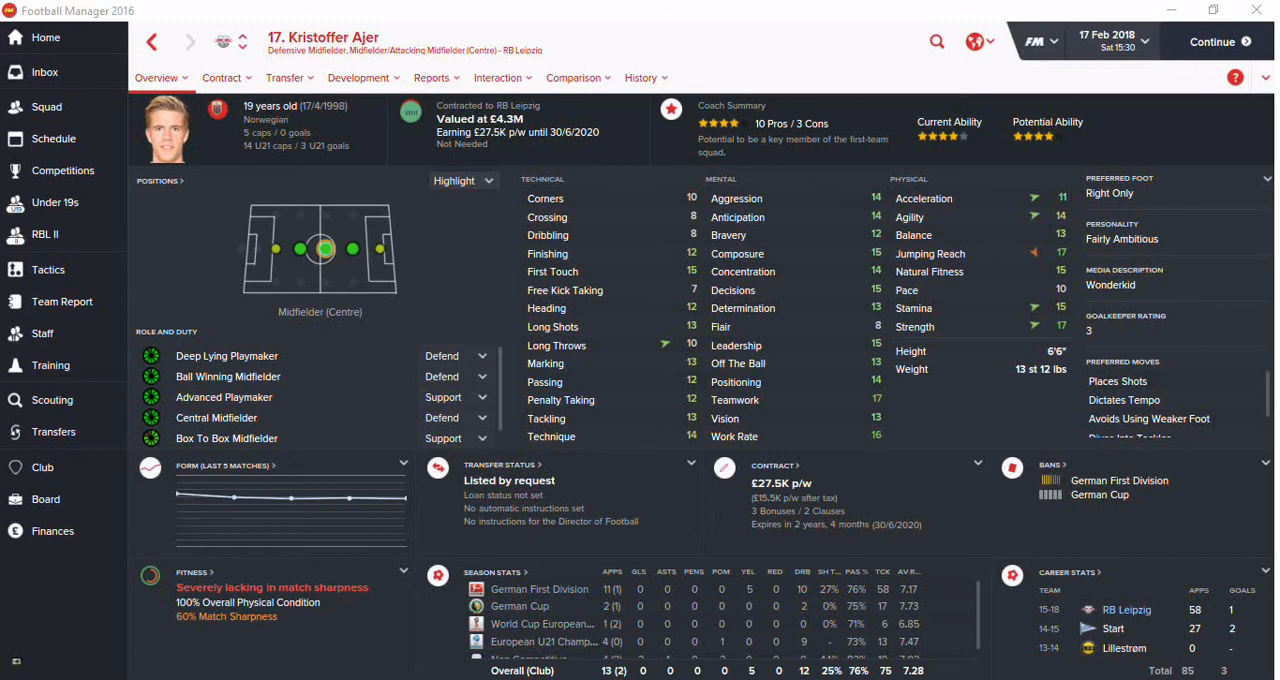 Football Manager 2016
Home
Inbox
Squad
Schedule
Competitions
Under 19s
RBL II
Tactics
Team Report
Staff
Training
Scouting
Transfers
Club
Board
Finances
17. Kristoffer Ajer
Defensive Midfielder, Midfielder/Attacking Midfielder (Centre) - RB Leipzig
FM
17 Feb 2018
Sat 15:30
Continue
Overview Contract Transfer Development Reports Interaction Comparison History
?
19 years old (17/4/1998)
Norwegian
5 caps / 0 goals
14 U21 caps / 3 U21 goals
Wnt
Contracted to RB Leipzig
Valued at £4.3M
Earning £27.5K p/w until 30/6/2020
Not Needed
Coach Summary
10 Pros / 3 Cons
Potential to be a key member of the first-team
squad.
Current Ability
Potential Ability
POSITIONS >
Highlight
Midfielder (Centre)
ROLE AND DUTY
Deep Lying Playmaker Defend
Ball Winning Midfielder Defend
Advanced Playmaker Support
Central Midfielder Defend
Box To Box Midfielder Support
TECHNICAL
Corners 10
Crossing 8
Dribbling 8
Finishing 12
First Touch 15
Free Kick Taking 7
Heading 12
Long Shots 13
Long Throws 10
Marking 13
Passing 12
Penalty Taking 12
Tackling 13
Technique 14
MENTAL
Aggression 14
Anticipation 14
Bravery 12
Composure 15
Concentration 14
Decisions 15
Determination 13
Flair 8
Leadership 15
Off The Ball 13
Positioning 14
Teamwork 17
Vision 13
Work Rate 16
PHYSICAL
Acceleration 11
Agility 14
Balance 13
Jumping Reach 17
Natural Fitness 15
Pace 10
Stamina 15
Strength 17
Height 6'6"
Weight 13 st 12 lbs
PREFERRED FOOT
Right Only
PERSONALITY
Fairly Ambitious
MEDIA DESCRIPTION
Wonderkid
GOALKEEPER RATING
3
PREFERRED MOVES
Places Shots
Dictates Tempo
Avoids Using Weaker Foot
Dives Into Tackles
FORM (LAST 5 MATCHES) >
TRANSFER STATUS >
Listed by request
Loan status not set
No automatic instructions set
No instructions for the Director of Football
CONTRACT >
£27.5K p/w
(£15.5K p/w after tax)
3 Bonuses / 2 Clauses
Expires in 2 years, 4 months (30/6/2020)
BANS >
German First Division
German Cup
FITNESS >
Severely lacking in match sharpness
100% Overall Physical Condition
60% Match Sharpness
SEASON STATS > APPS GLS ASTS PENS POM YEL RED DRB SH T... PAS % TCK AV R...
German First Division 11 (1) 0 0 0 0 5 0 10 27% 76% 58 7.17
German Cup 2 (1) 0 0 0 0 0 0 2 0% 75% 17 7.73
World Cup European... 1 (2) 0 0 0 0 0 0 0 0% 71% 6 6.85
European U21 Champ... 4 (0) 0 0 0 1 0 0 9 - 73% 13 7.47
Overall (Club) 13 (2) 0 0 0 0 5 0 12 25% 76% 75 7.28
CAREER STATS >
TEAM APPS GOALS
15-18 RB Leipzig 58 1
14-15 Start 27 2
13-14 Lillestrøm 0 -
Total 85 3